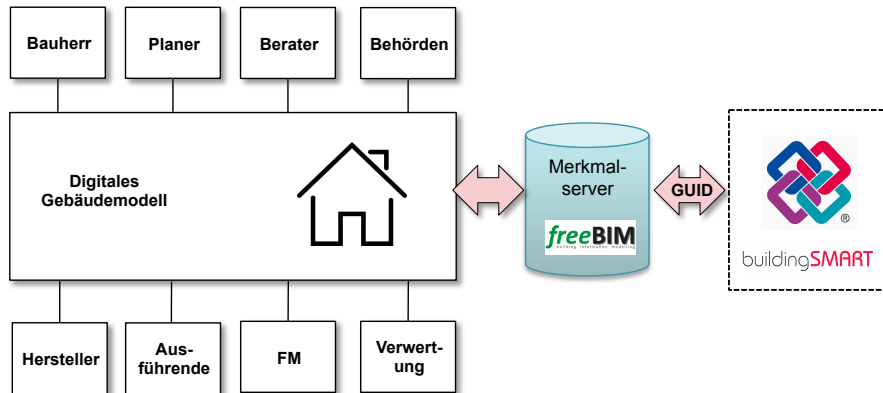 Bauherr
Planer
Berater
Behörden
Digitales
Gebäudemodell
Merkmal-
server
freeBIM
building information modelling
GUID
®
buildingSMART
Hersteller
Aus-
führende
FM
Verwert-
ung